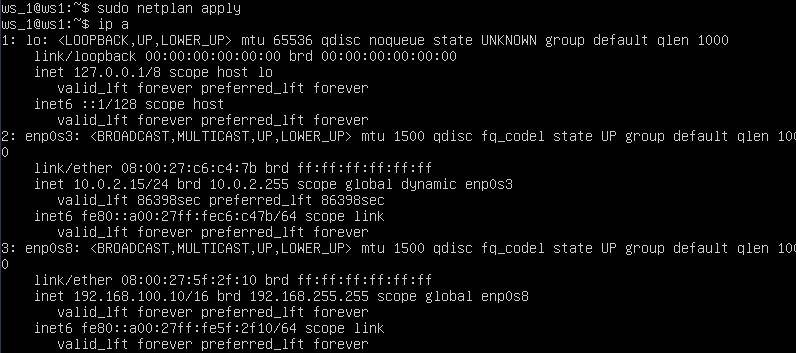 ws_1@ws1:~$ sudo netplan apply
ws_1@ws1:~$ ip a
1: lo: <LOOPBACK,UP,LOWER_UP> mtu 65536 qdisc noqueue state UNKNOWN group default qlen 1000
    link/loopback 00:00:00:00:00:00 brd 00:00:00:00:00:00
    inet 127.0.0.1/8 scope host lo
       valid_lft forever preferred_lft forever
    inet6 ::1/128 scope host
       valid_lft forever preferred_lft forever
2: enp0s3: <BROADCAST,MULTICAST,UP,LOWER_UP> mtu 1500 qdisc fq_codel state UP group default qlen 100
0
    link/ether 08:00:27:c6:c4:7b brd ff:ff:ff:ff:ff:ff
    inet 10.0.2.15/24 brd 10.0.2.255 scope global dynamic enp0s3
       valid_lft 86398sec preferred_lft 86398sec
    inet6 fe80::a00:27ff:fec6:c47b/64 scope link
       valid_lft forever preferred_lft forever
3: enp0s8: <BROADCAST,MULTICAST,UP,LOWER_UP> mtu 1500 qdisc fq_codel state UP group default qlen 100
0
    link/ether 08:00:27:5f:2f:10 brd ff:ff:ff:ff:ff:ff
    inet 192.168.100.10/16 brd 192.168.255.255 scope global enp0s8
       valid_lft forever preferred_lft forever
    inet6 fe80::a00:27ff:fe5f:2f10/64 scope link
       valid_lft forever preferred_lft forever